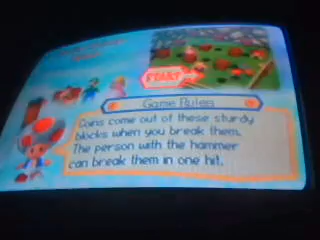 START
Game Rules
Coins come out of these sturdy
blocks when you break them.
The person with the hammer
can break them in one hit.